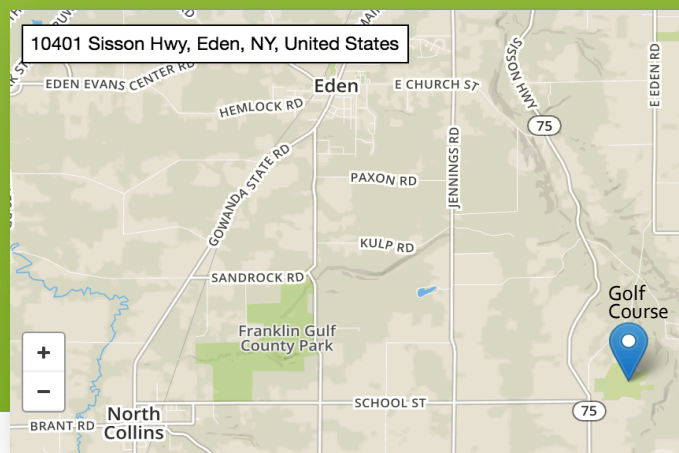 10401 Sisson Hwy, Eden, NY, United States
MAIN
EDEN EVANS CENTER RD
Eden
E CHURCH ST
SISSON HWY
E EDEN RD
HEMLOCK RD
75
GOWANDA STATE RD
JENNINGS RD
PAXON RD
KULP RD
SANDROCK RD
Golf
Course
Franklin Gulf
County Park
+
−
SCHOOL ST
75
North
Collins
BRANT RD